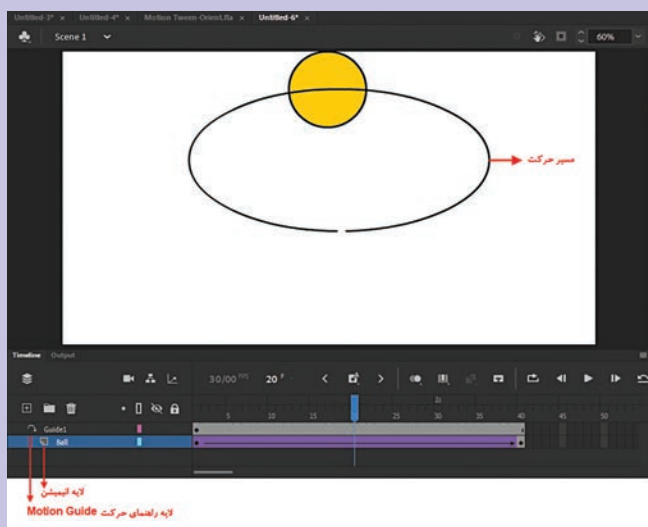 Untitled-3* × Untitled-4* × Motion Tween-Orient.fla × Untitled-6* ×
Scene 1 60%
مسیر حرکت
Timeline Output
30/00 FPS 20 F
1s
5 10 15 20 25 30 35 40 45 50
Guide1
Ball
لایه انیمیشن
لایه راهنمای حرکت Motion Guide